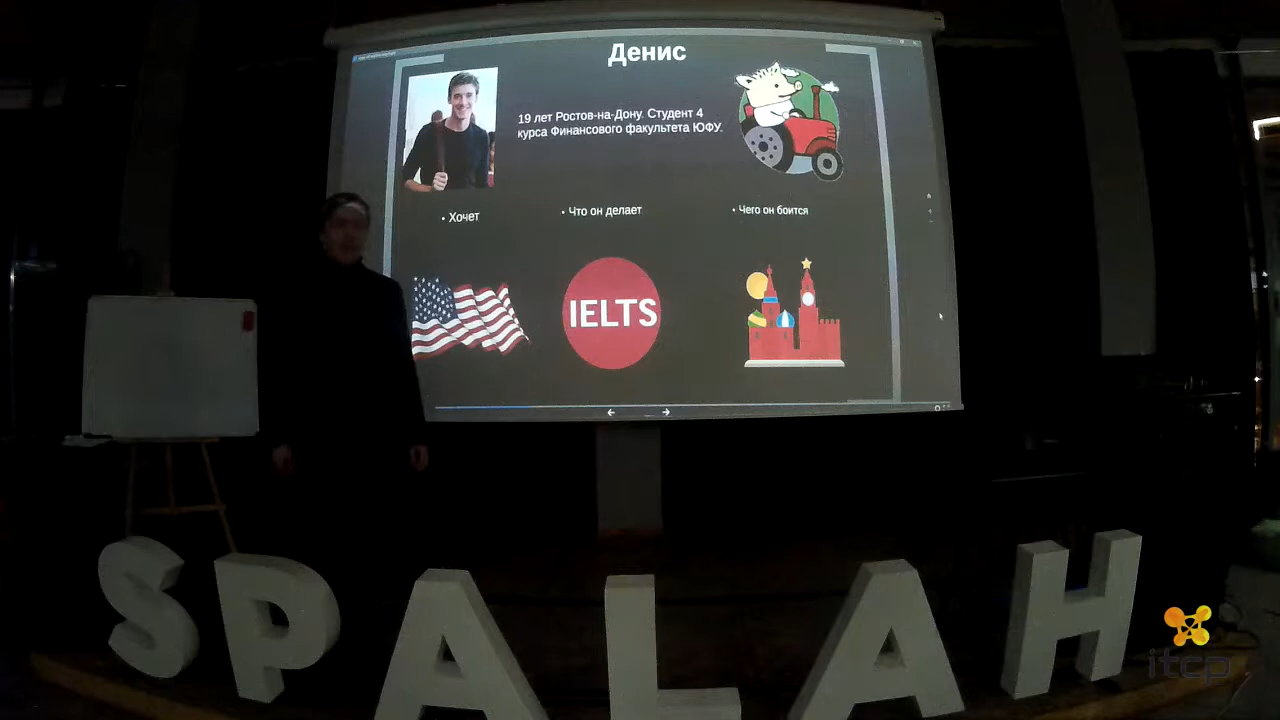 Денис
19 лет Ростов-на-Дону. Студент 4
курса Финансового факультета ЮФУ.
• Хочет
• Что он делает
• Чего он боится
IELTS
SPALAH
itcp